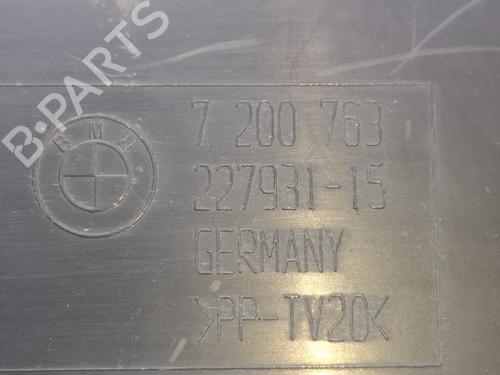 B-PARTS
BMW
7 200 763
227931-15
GERMANY
>PP-TV20<